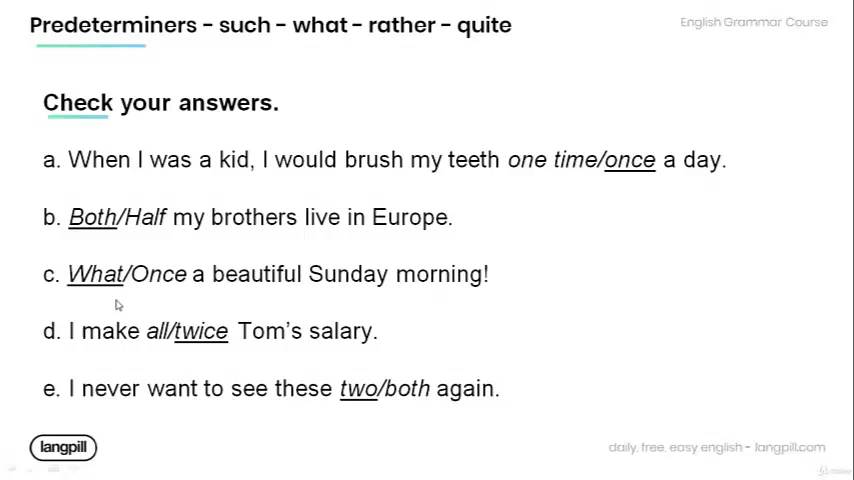 Predeterminers – such – what – rather – quite
English Grammar Course
Check your answers.
a. When I was a kid, I would brush my teeth one time/once a day.
b. Both/Half my brothers live in Europe.
c. What/Once a beautiful Sunday morning!
d. I make all/twice Tom's salary.
e. I never want to see these two/both again.
langpill
daily, free, easy english – langpill.com